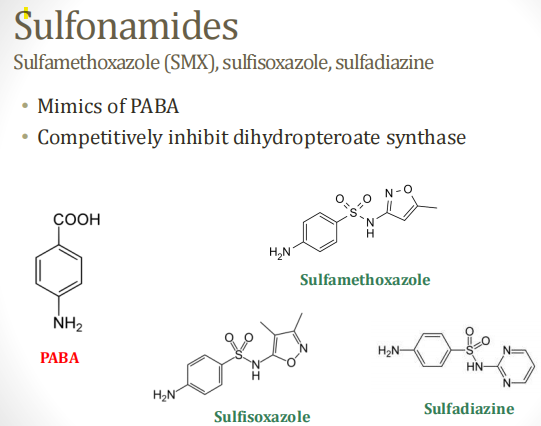 Sulfonamides
Sulfamethoxazole (SMX), sulfisoxazole, sulfadiazine
• Mimics of PABA
• Competitively inhibit dihydropteroate synthase
COOH
NH₂
PABA
O
O
S
N
H
N
O
H₂N
Sulfamethoxazole
O
O
S
N
H
O
N
H₂N
Sulfisoxazole
H₂N
O
S
O
HN
N
N
Sulfadiazine